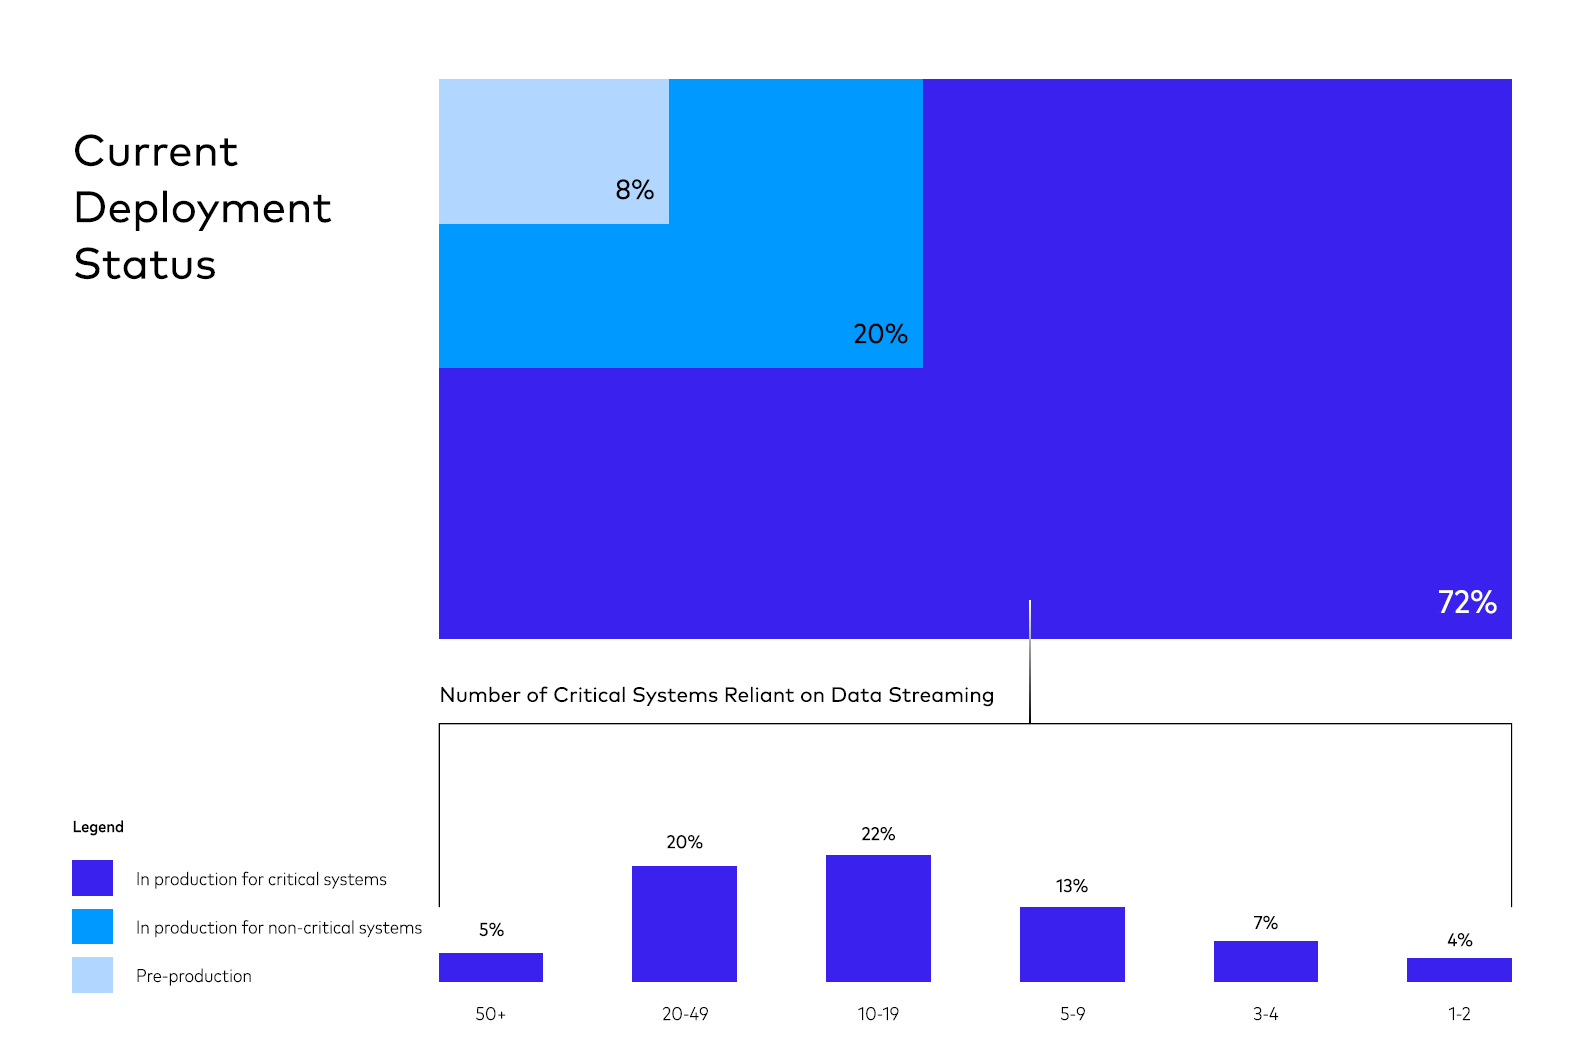 Current
Deployment
Status
8%
20%
72%
Number of Critical Systems Reliant on Data Streaming
Legend
In production for critical systems
In production for non-critical systems
Pre-production
5%
20%
22%
13%
7%
4%
50+
20-49
10-19
5-9
3-4
1-2